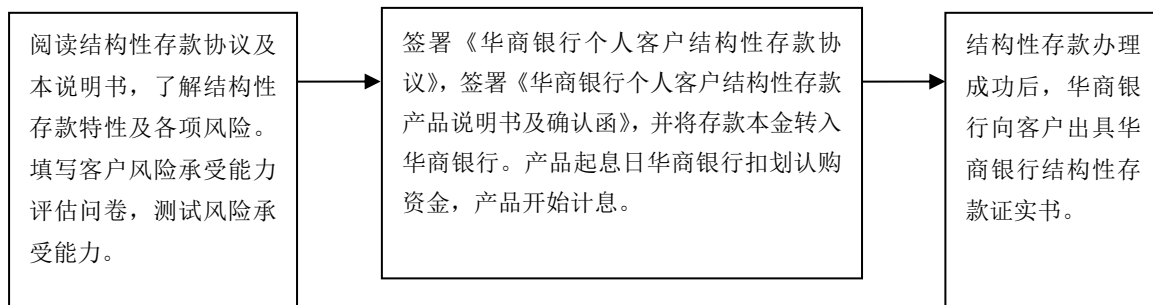 阅读结构性存款协议及
本说明书，了解结构性
存款特性及各项风险。
填写客户风险承受能力
评估问卷，测试风险承
受能力。
签署《华商银行个人客户结构性存款协
议》，签署《华商银行个人客户结构性存款
产品说明书及确认函》，并将存款本金转入
华商银行。产品起息日华商银行扣划认购
资金，产品开始计息。
结构性存款办理
成功后，华商银
行向客户出具华
商银行结构性存
款证实书。